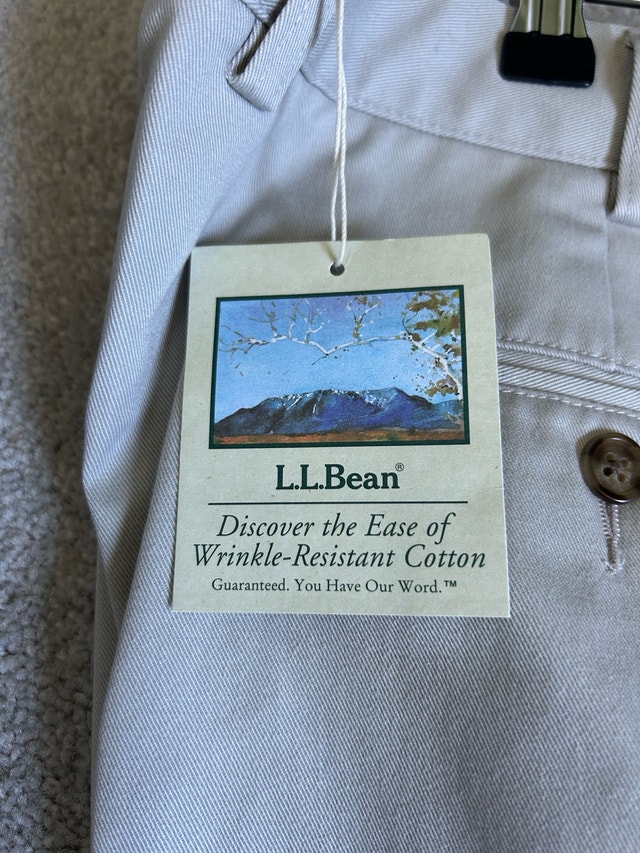 L.L.Bean®
Discover the Ease of
Wrinkle-Resistant Cotton
Guaranteed. You Have Our Word.™